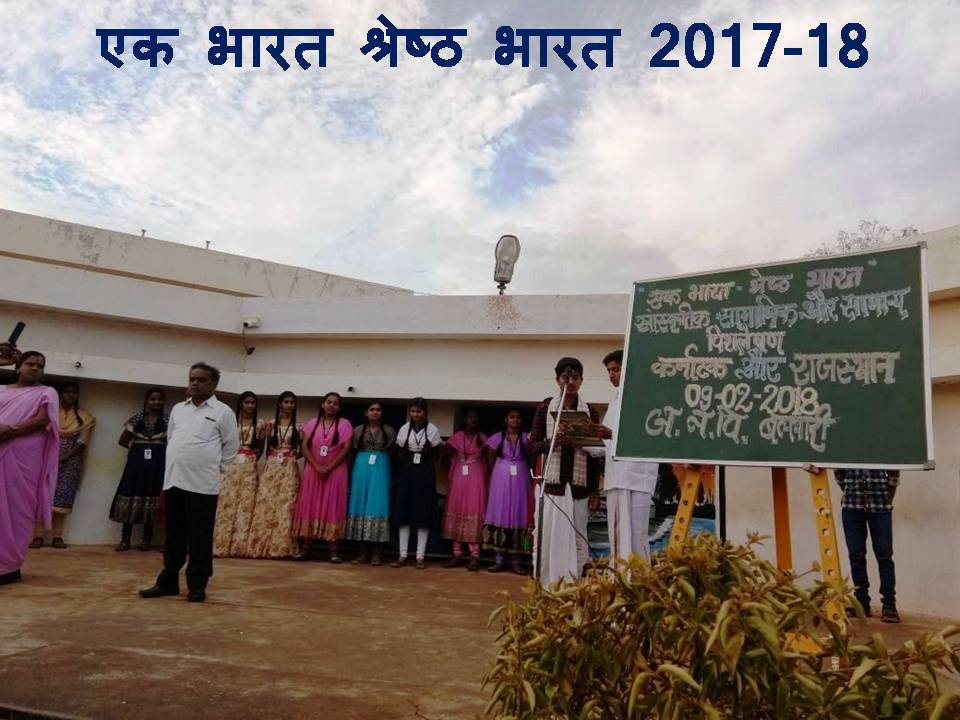 एक भारत श्रेष्ठ भारत 2017-18
"एक भारत - श्रेष्ठ भारत"
सांस्कृतिक-सामाजिक-और-भाषाय
कर्नाटक और राजस्थान
09-02-2018
ज.न.वि. बल्लारी